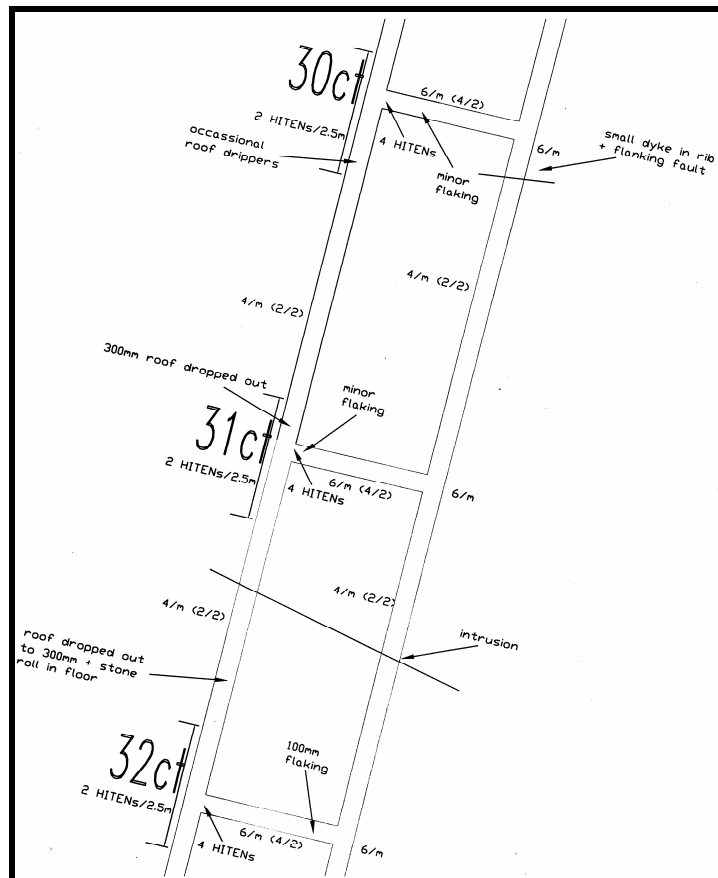 30ct
6/m (4/2)
2 HITENs/2.5m
occassional
roof drippers
4 HITENs
minor
flaking
6/m
small dyke in rib
+ flanking fault
4/m (2/2)
4/m (2/2)
300mm roof dropped out
minor
flaking
31ct
2 HITENs/2.5m
6/m (4/2)
4 HITENs
6/m
4/m (2/2)
4/m (2/2)
roof dropped out
to 300mm + stone
roll in floor
intrusion
32ct
2 HITENs/2.5m
100mm
flaking
6/m (4/2)
4 HITENs
6/m